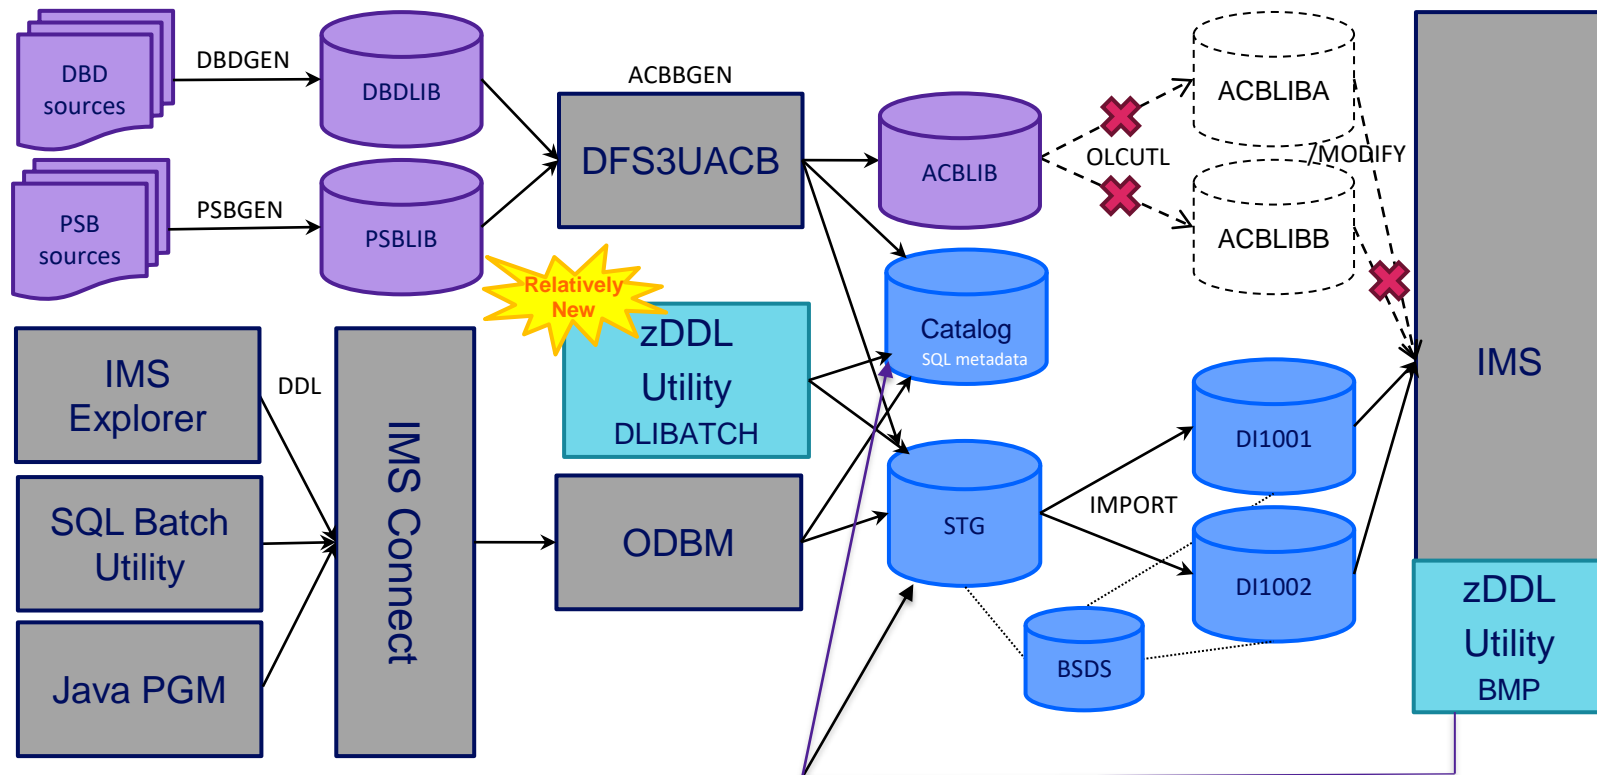 DBD
sources
DBDGEN
DBDLIB
ACBBGEN
DFS3UACB
ACBLIB
OLCUTL
ACBLIBA
/MODIFY
ACBLIBB
PSB
sources
PSBGEN
PSBLIB
Relatively
New
zDDL
Utility
DLIBATCH
Catalog
SQL metadata
IMS
IMS
Explorer
DDL
SQL Batch
Utility
Java PGM
IMS Connect
ODBM
STG
IMPORT
DI1001
DI1002
BSDS
zDDL
Utility
BMP